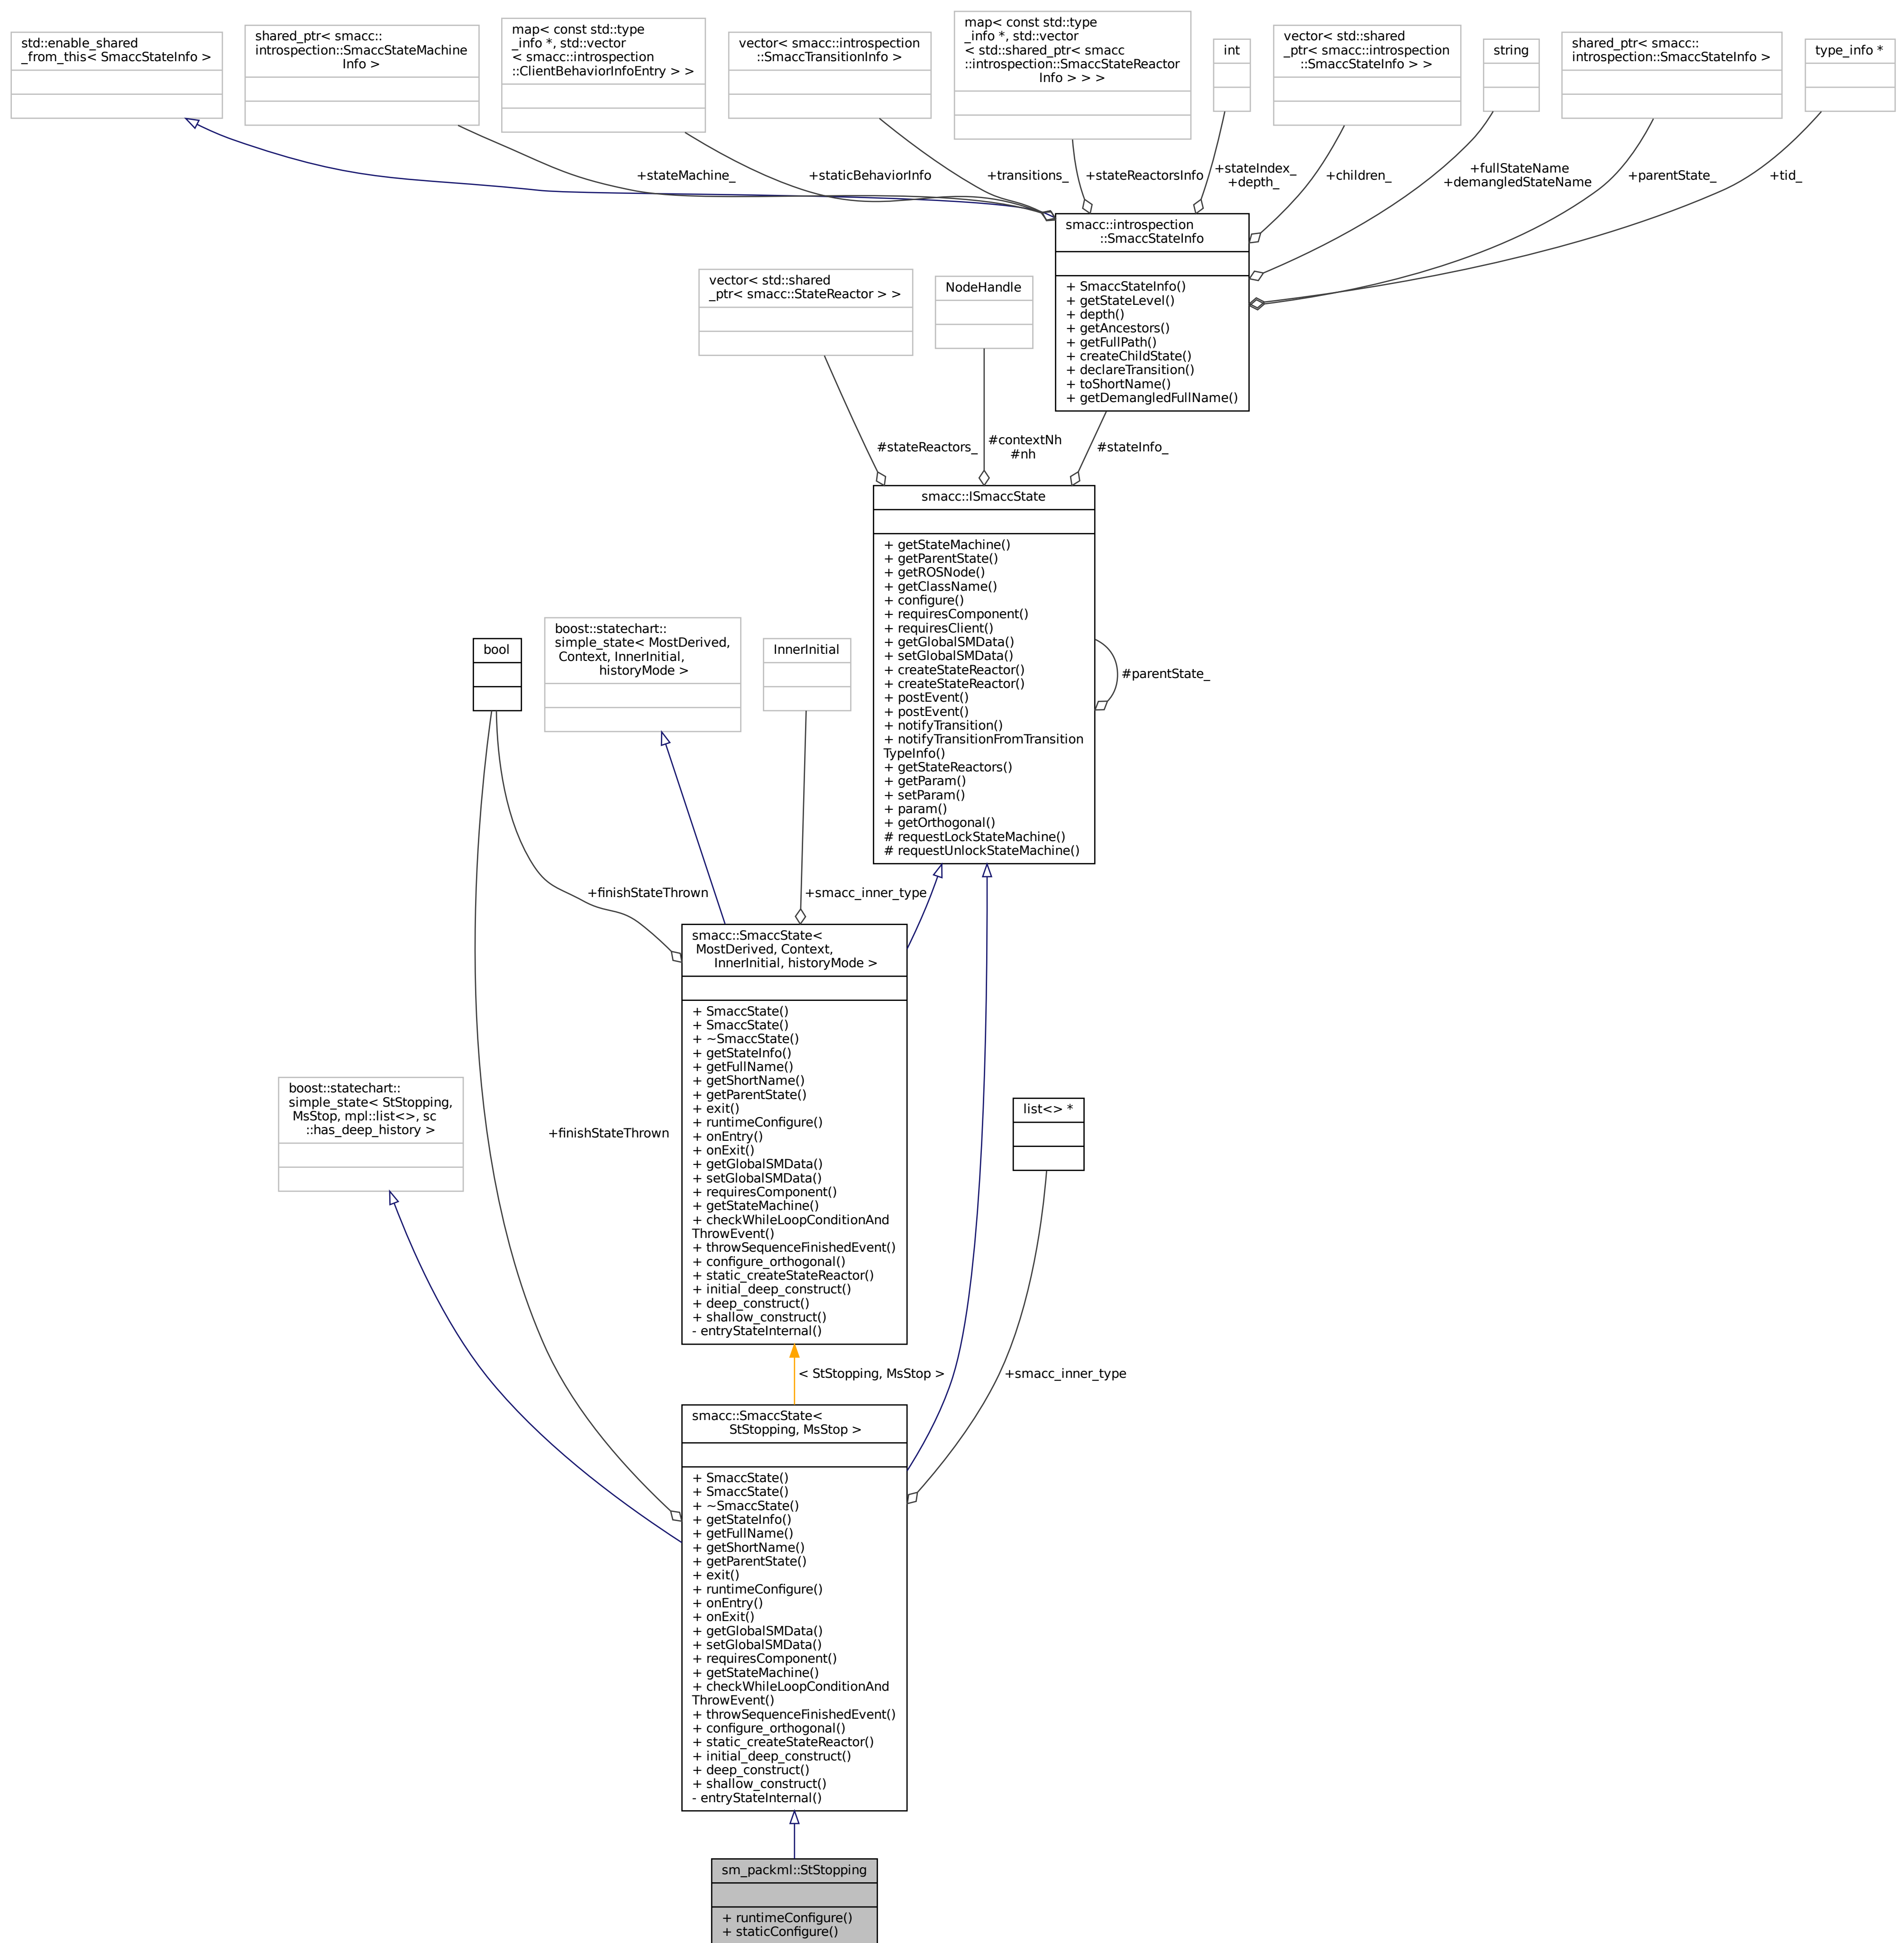 std::enable_shared
_from_this< SmaccStateInfo >
shared_ptr< smacc::
introspection::SmaccStateMachine
Info >
map< const std::type
_info *, std::vector
< smacc::introspection
::ClientBehaviorInfoEntry > >
vector< smacc::introspection
::SmaccTransitionInfo >
map< const std::type
_info *, std::vector
< std::shared_ptr< smacc
::introspection::SmaccStateReactor
Info > > >
int
vector< std::shared
_ptr< smacc::introspection
::SmaccStateInfo > >
string
shared_ptr< smacc::
introspection::SmaccStateInfo >
type_info *
+stateMachine_
+staticBehaviorInfo
+transitions_
+stateReactorsInfo
+stateIndex_
+depth_
+children_
+fullStateName
+demangledStateName
+parentState_
+tid_
smacc::introspection
::SmaccStateInfo
+ SmaccStateInfo()
+ getStateLevel()
+ depth()
+ getAncestors()
+ getFullPath()
+ createChildState()
+ declareTransition()
+ toShortName()
+ getDemangledFullName()
vector< std::shared
_ptr< smacc::StateReactor > >
NodeHandle
#stateReactors_
#contextNh
#nh
#stateInfo_
smacc::ISmaccState
+ getStateMachine()
+ getParentState()
+ getROSNode()
+ getClassName()
+ configure()
+ requiresComponent()
+ requiresClient()
+ getGlobalSMData()
+ setGlobalSMData()
+ createStateReactor()
+ createStateReactor()
+ postEvent()
+ postEvent()
+ notifyTransition()
+ notifyTransitionFromTransition
TypeInfo()
+ getStateReactors()
+ getParam()
+ setParam()
+ param()
+ getOrthogonal()
# requestLockStateMachine()
# requestUnlockStateMachine()
#parentState_
bool
boost::statechart::
simple_state< MostDerived,
Context, InnerInitial,
historyMode >
InnerInitial
+finishStateThrown
+smacc_inner_type
smacc::SmaccState<
MostDerived, Context,
InnerInitial, historyMode >
+ SmaccState()
+ SmaccState()
+ ~SmaccState()
+ getStateInfo()
+ getFullName()
+ getShortName()
+ getParentState()
+ exit()
+ runtimeConfigure()
+ onEntry()
+ onExit()
+ getGlobalSMData()
+ setGlobalSMData()
+ requiresComponent()
+ getStateMachine()
+ checkWhileLoopConditionAnd
ThrowEvent()
+ throwSequenceFinishedEvent()
+ configure_orthogonal()
+ static_createStateReactor()
+ initial_deep_construct()
+ deep_construct()
+ shallow_construct()
- entryStateInternal()
boost::statechart::
simple_state< StStopping,
MsStop, mpl::list<>, sc
::has_deep_history >
+finishStateThrown
list<> *
< StStopping, MsStop >
+smacc_inner_type
smacc::SmaccState<
StStopping, MsStop >
+ SmaccState()
+ SmaccState()
+ ~SmaccState()
+ getStateInfo()
+ getFullName()
+ getShortName()
+ getParentState()
+ exit()
+ runtimeConfigure()
+ onEntry()
+ onExit()
+ getGlobalSMData()
+ setGlobalSMData()
+ requiresComponent()
+ getStateMachine()
+ checkWhileLoopConditionAnd
ThrowEvent()
+ throwSequenceFinishedEvent()
+ configure_orthogonal()
+ static_createStateReactor()
+ initial_deep_construct()
+ deep_construct()
+ shallow_construct()
- entryStateInternal()
sm_packml::StStopping
+ runtimeConfigure()
+ staticConfigure()